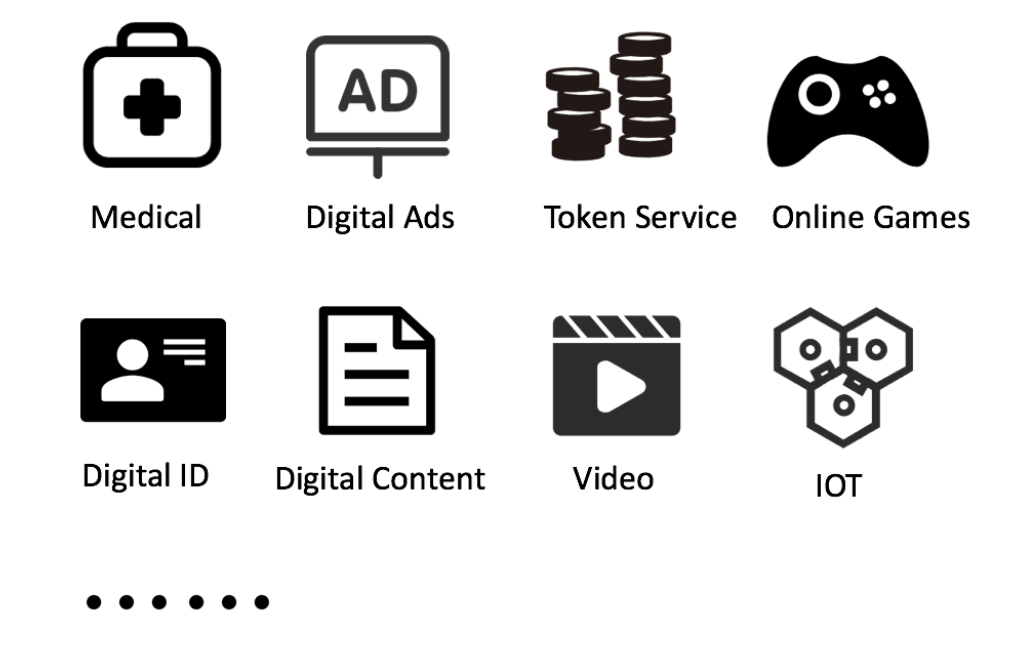 AD
Medical
Digital Ads
Token Service
Online Games
Digital ID
Digital Content
Video
IOT
......